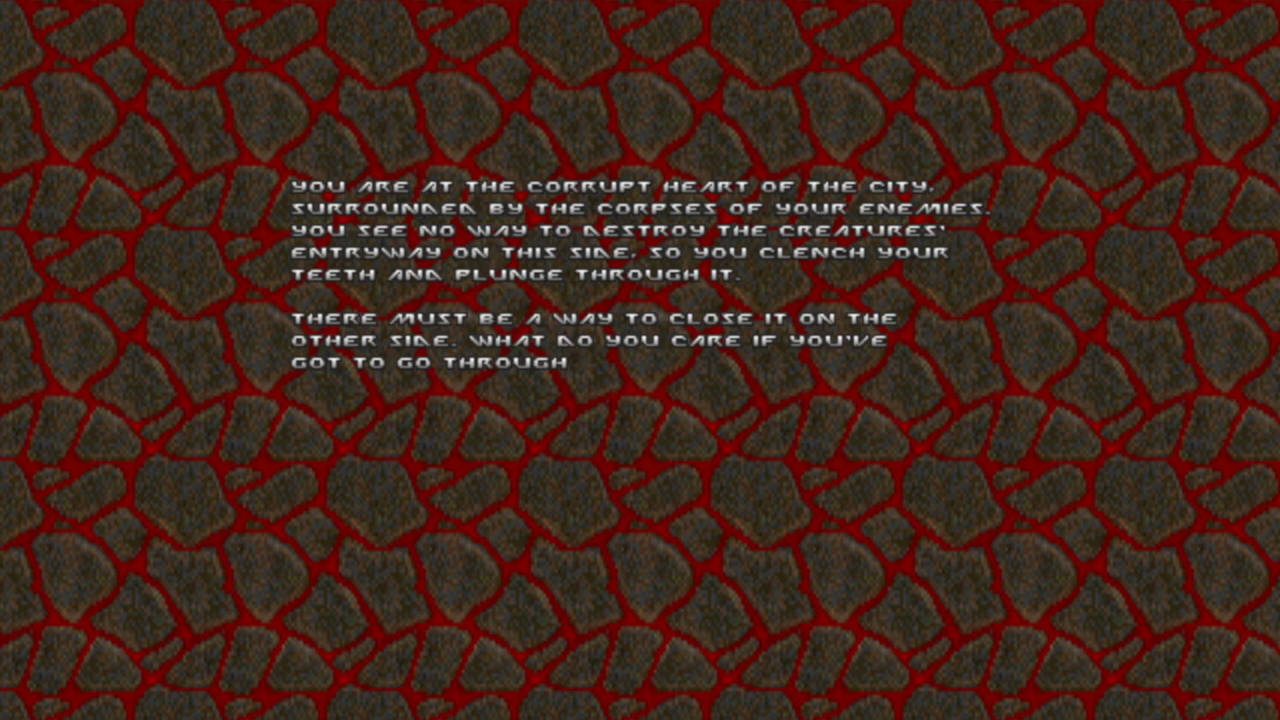 YOU ARE AT THE CORRUPT HEART OF THE CITY,
SURROUNDED BY THE CORPSES OF YOUR ENEMIES.
YOU SEE NO WAY TO DESTROY THE CREATURES'
ENTRYWAY ON THIS SIDE, SO YOU CLENCH YOUR
TEETH AND PLUNGE THROUGH IT.
THERE MUST BE A WAY TO CLOSE IT ON THE
OTHER SIDE. WHAT DO YOU CARE IF YOU'VE
GOT TO GO THROUGH